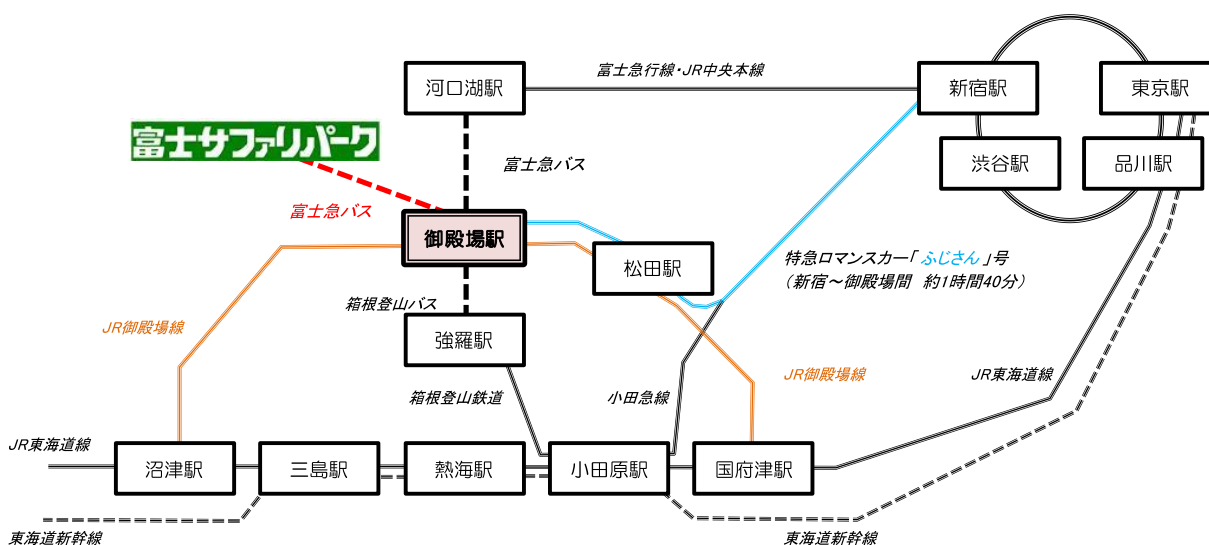 富士急行線・JR中央本線
河口湖駅
新宿駅
東京駅
富士サファリパーク
富士急バス
渋谷駅
品川駅
富士急バス
御殿場駅
松田駅
特急ロマンスカー「ふじさん」号
（新宿～御殿場間　約1時間40分）
箱根登山バス
JR御殿場線
強羅駅
JR御殿場線
JR東海道線
箱根登山鉄道
小田急線
JR東海道線
沼津駅
三島駅
熱海駅
小田原駅
国府津駅
東海道新幹線
東海道新幹線